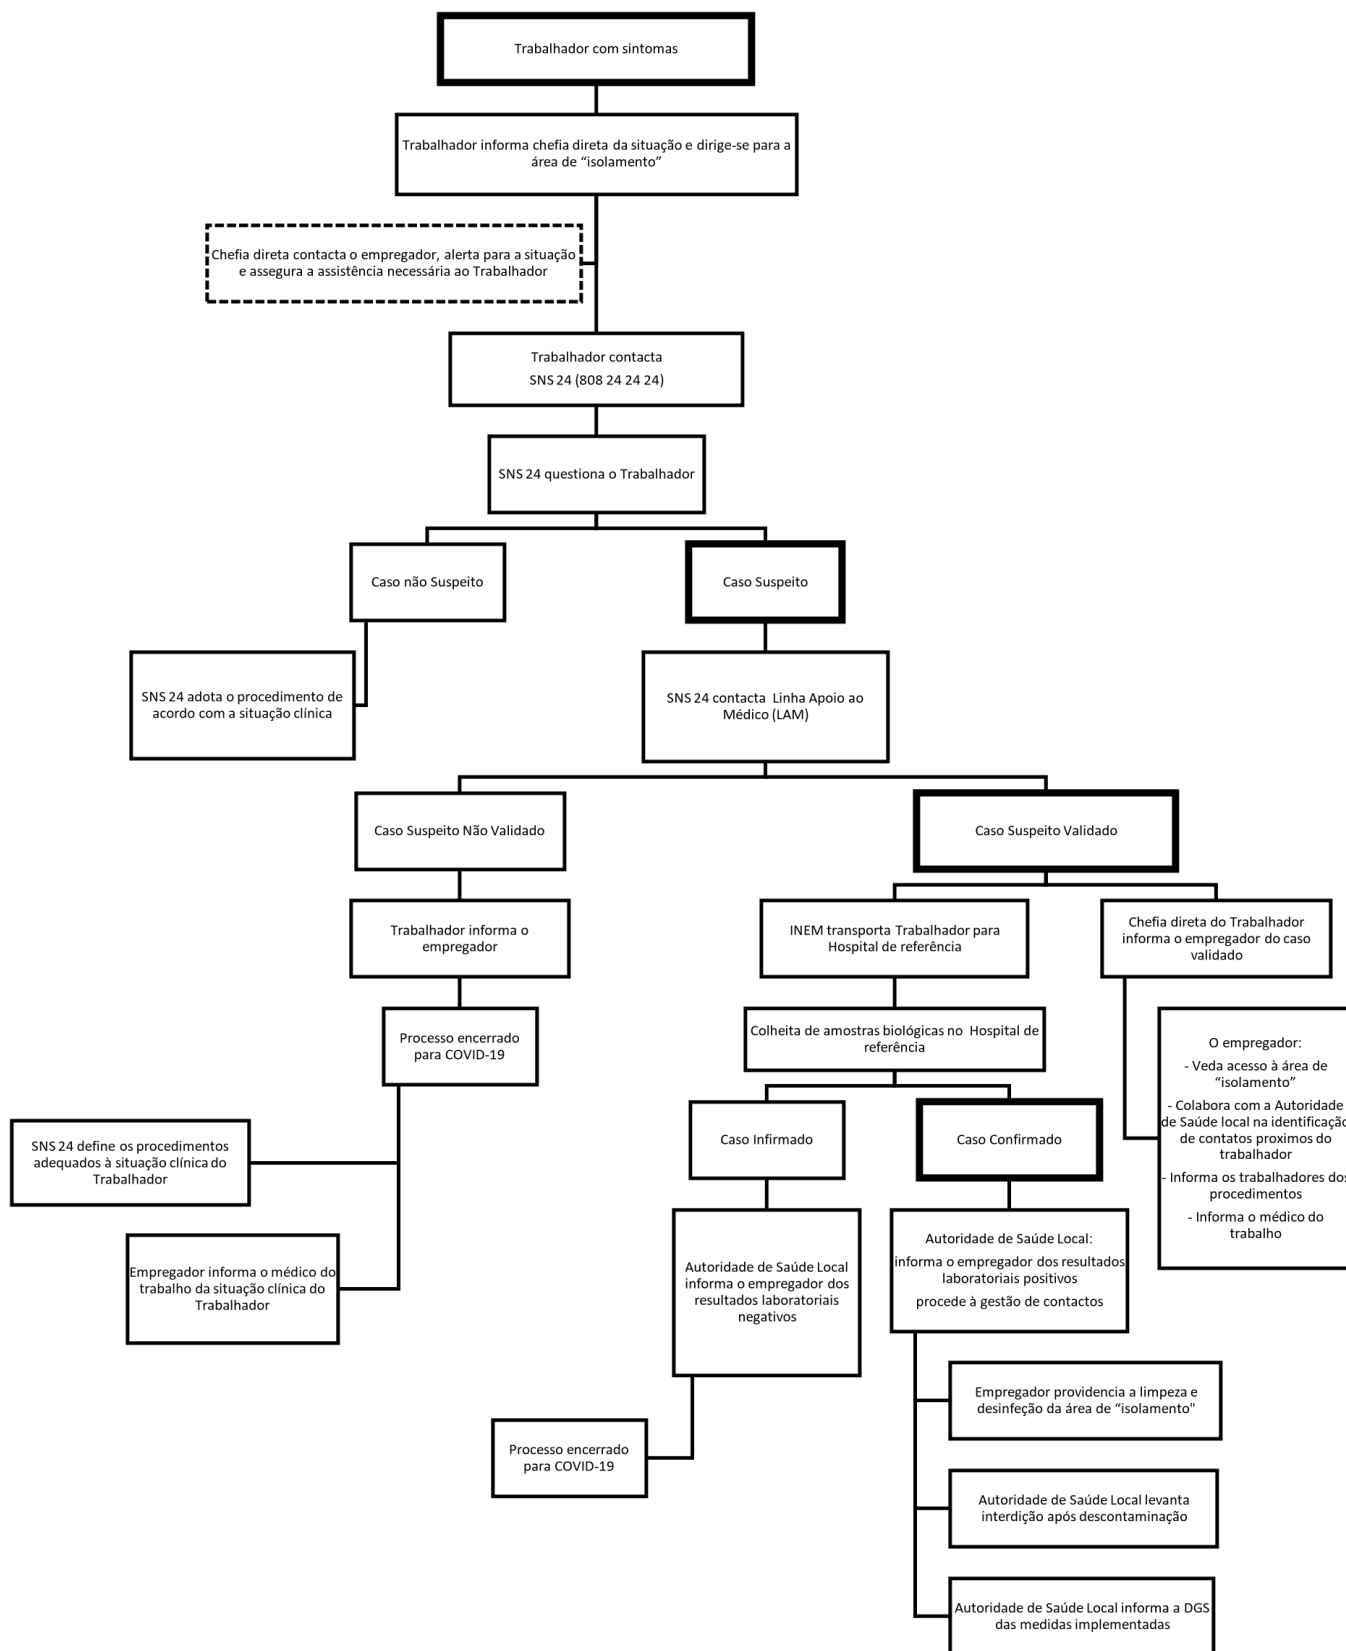 Trabalhador com sintomas
Trabalhador informa chefia direta da situação e dirige-se para a
área de “isolamento”
Chefia direta contacta o empregador, alerta para a situação
e assegura a assistência necessária ao Trabalhador
Trabalhador contacta
SNS 24 (808 24 24 24)
SNS 24 questiona o Trabalhador
Caso não Suspeito
Caso Suspeito
SNS 24 adota o procedimento de
acordo com a situação clínica
SNS 24 contacta Linha Apoio ao
Médico (LAM)
Caso Suspeito Não Validado
Caso Suspeito Validado
Trabalhador informa o
empregador
INEM transporta Trabalhador para
Hospital de referência
Chefia direta do Trabalhador
informa o empregador do caso
validado
Processo encerrado
para COVID-19
Colheita de amostras biológicas no Hospital de
referência
O empregador:
- Veda acesso à área de
“isolamento”
- Colabora com a Autoridade
de Saúde local na identificação
de contatos proximos do
trabalhador
- Informa os trabalhadores dos
procedimentos
- Informa o médico do
trabalho
SNS 24 define os procedimentos
adequados à situação clínica do
Trabalhador
Caso Infirmado
Caso Confirmado
Empregador informa o médico do
trabalho da situação clínica do
Trabalhador
Autoridade de Saúde Local
informa o empregador dos
resultados laboratoriais
negativos
Autoridade de Saúde Local:
informa o empregador dos resultados
laboratoriais positivos
procede à gestão de contactos
Processo encerrado
para COVID-19
Empregador providencia a limpeza e
desinfeção da área de “isolamento"
Autoridade de Saúde Local levanta
interdição após descontaminação
Autoridade de Saúde Local informa a DGS
das medidas implementadas